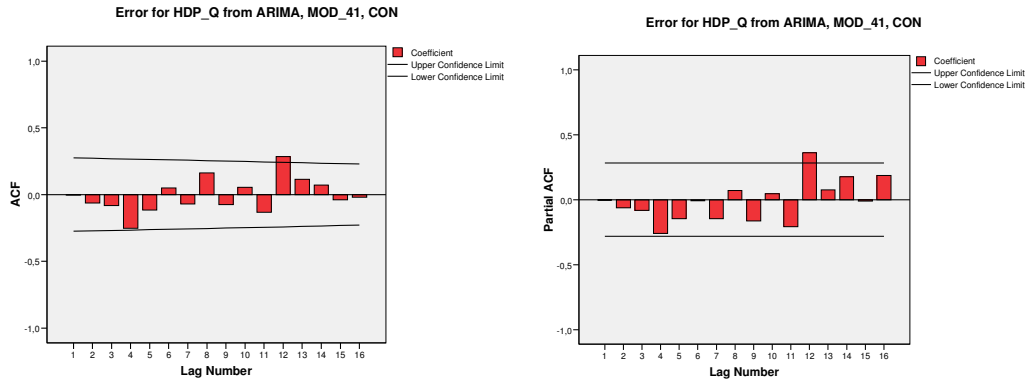 Error for HDP_Q from ARIMA, MOD_41, CON
Coefficient
Upper Confidence Limit
Lower Confidence Limit
1,0
0,5
0,0
-0,5
-1,0
ACF
1 2 3 4 5 6 7 8 9 10 11 12 13 14 15 16
Lag Number
Error for HDP_Q from ARIMA, MOD_41, CON
Coefficient
Upper Confidence Limit
Lower Confidence Limit
1,0
0,5
0,0
-0,5
-1,0
Partial ACF
1 2 3 4 5 6 7 8 9 10 11 12 13 14 15 16
Lag Number